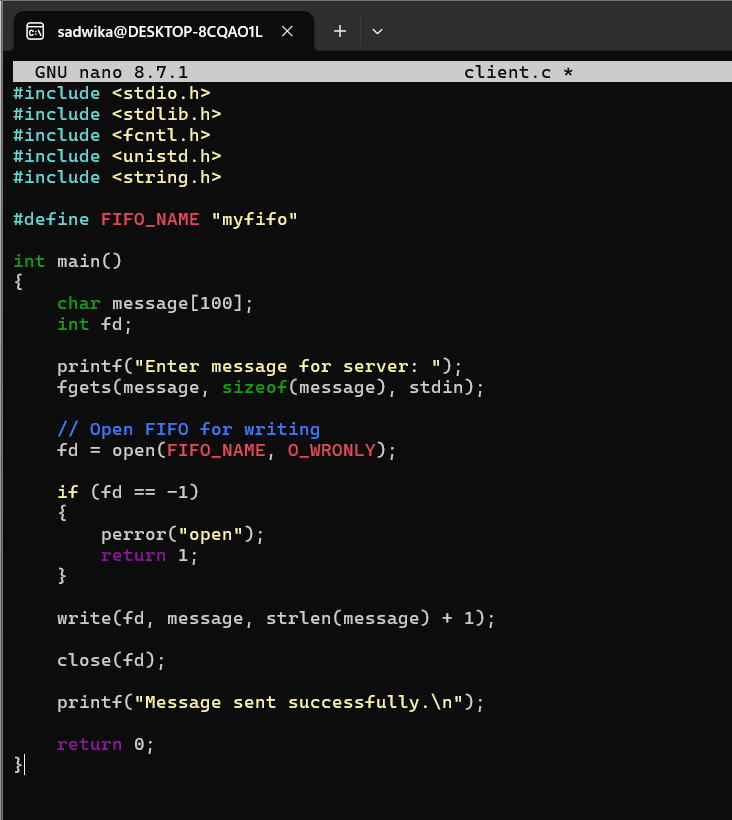 sadwika@DESKTOP-8CQAO1L
GNU nano 8.7.1 client.c *
#include <stdio.h>
#include <stdlib.h>
#include <fcntl.h>
#include <unistd.h>
#include <string.h>

#define FIFO_NAME "myfifo"

int main()
{
    char message[100];
    int fd;

    printf("Enter message for server: ");
    fgets(message, sizeof(message), stdin);

    // Open FIFO for writing
    fd = open(FIFO_NAME, O_WRONLY);

    if (fd == -1)
    {
        perror("open");
        return 1;
    }

    write(fd, message, strlen(message) + 1);

    close(fd);

    printf("Message sent successfully.\n");

    return 0;
}